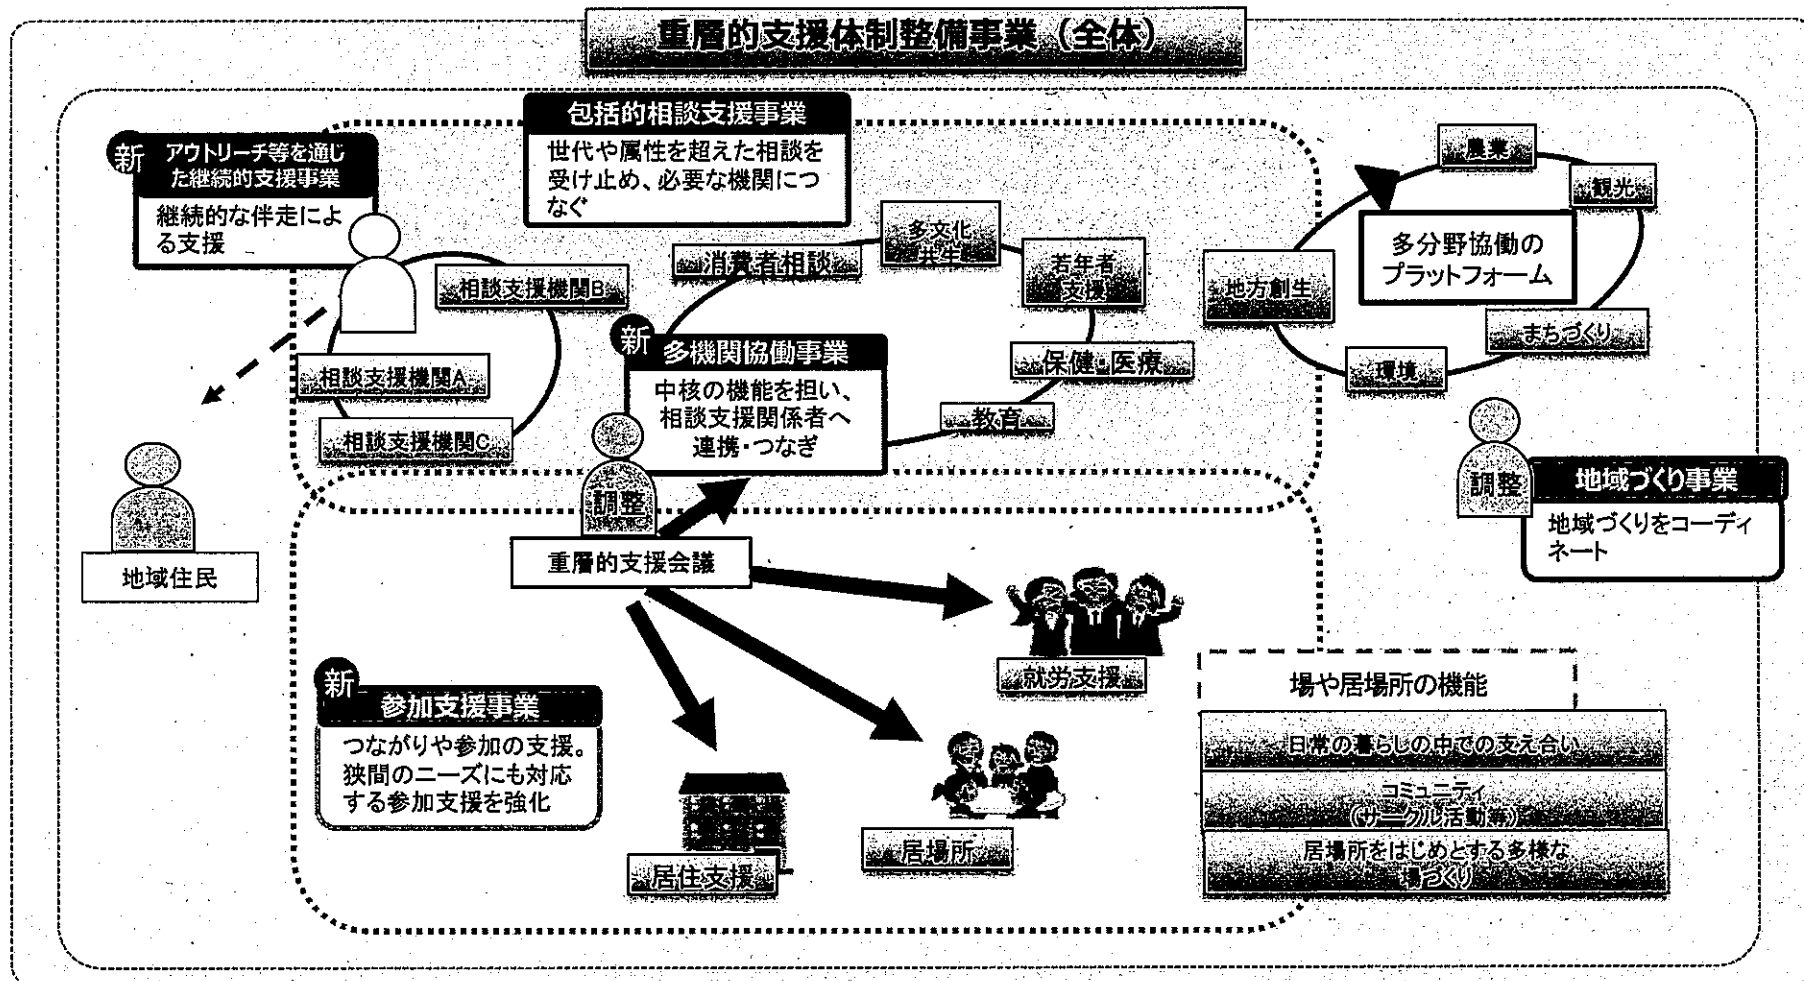 重層的支援体制整備事業（全体）
新
アウトリーチ等を通じ
た継続的支援事業
継続的な伴走によ
る支援
包括的相談支援事業
世代や属性を超えた相談を
受け止め、必要な機関につ
なぐ
相談支援機関B
相談支援機関A
相談支援機関C
消費者相談
多文化
共生
若年者
支援
保健・医療
教育
新
多機関協働事業
中核の機能を担い、
相談支援関係者へ
連携・つなぎ
調整
重層的支援会議
地域住民
農業
観光
多分野協働の
プラットフォーム
地方創生
まちづくり
環境
調整
地域づくり事業
地域づくりをコーディ
ネート
新
参加支援事業
つながりや参加の支援。
狭間のニーズにも対応
する参加支援を強化
就労支援
居場所
居住支援
場や居場所の機能
日常の暮らしの中での支え合い
コミュニティ
（サークル活動等）
居場所をはじめとする多様な
場づくり